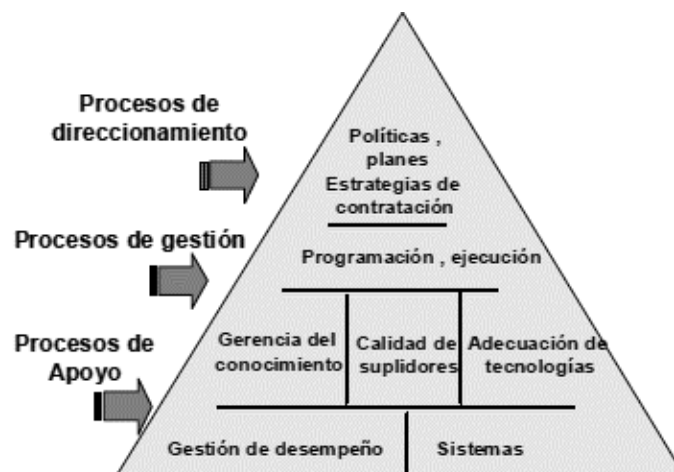 Procesos de
direccionamiento
Políticas ,
planes
Estrategias de
contratación
Procesos de gestión
Programación , ejecución
Procesos de
Apoyo
Gerencia del
conocimiento
Calidad de
suplidores
Adecuación de
tecnologías
Gestión de desempeño
Sistemas